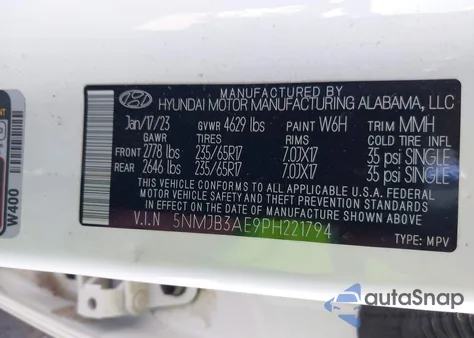 MANUFACTURED BY
HYUNDAI MOTOR MANUFACTURING ALABAMA, LLC
Jan/17/23 GVWR 4629 lbs PAINT W6H TRIM MMH
GAWR TIRES RIMS COLD TIRE INFL
FRONT 2778 lbs 235/65R17 7.0JX17 35 psi SINGLE
REAR 2646 lbs 235/65R17 7.0JX17 35 psi SINGLE
THIS VEHICLE CONFORMS TO ALL APPLICABLE U.S.A. FEDERAL
MOTOR VEHICLE SAFETY AND THEFT PREVENTION STANDARDS IN
EFFECT ON THE DATE OF MANUFACTURE SHOWN ABOVE.
V.I.N 5NMJB3AE9PH221794
TYPE: MPV
W400
autoSnap